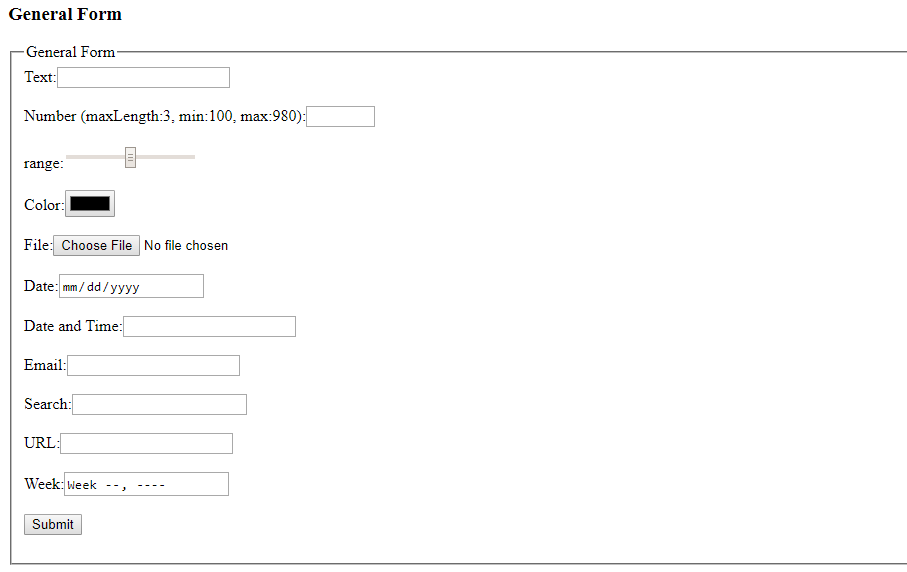 General Form
General Form
Text:
Number (maxLength:3, min:100, max:980):
range:
Color:
File: Choose File No file chosen
Date: mm/dd/yyyy
Date and Time:
Email:
Search:
URL:
Week: Week --, ----
Submit